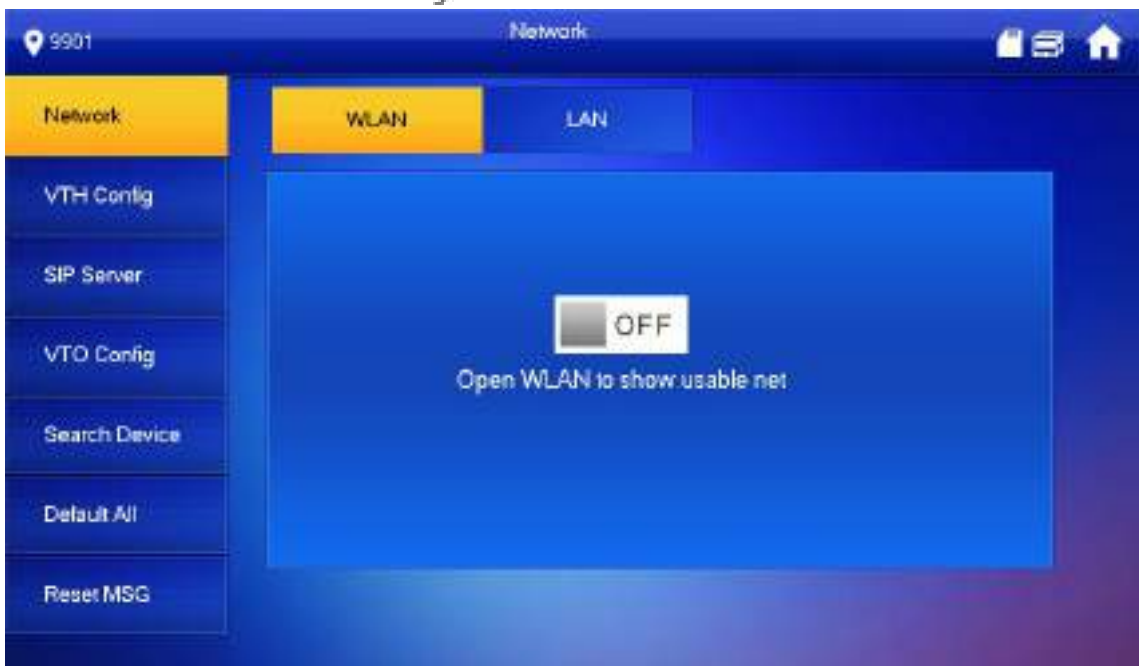 9901
Network
Network
WLAN
LAN
VTH Config
SIP Server
OFF
VTO Config
Open WLAN to show usable net
Search Device
Default All
Reset MSG